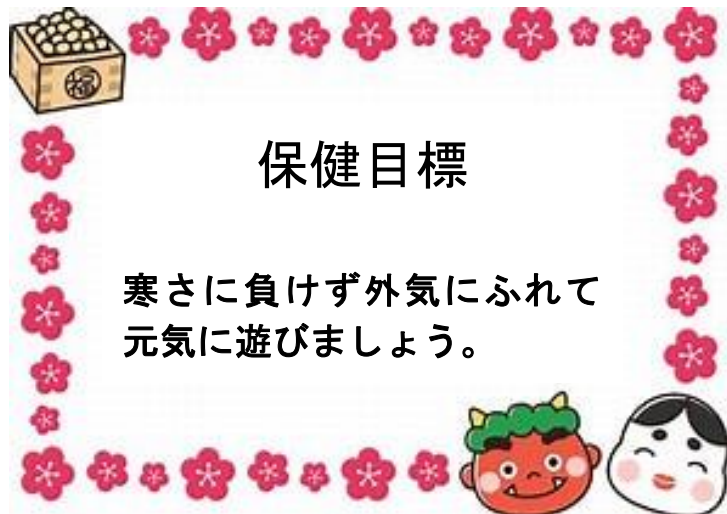 福
保健目標
寒さに負けず外気にふれて
元気に遊びましょう。